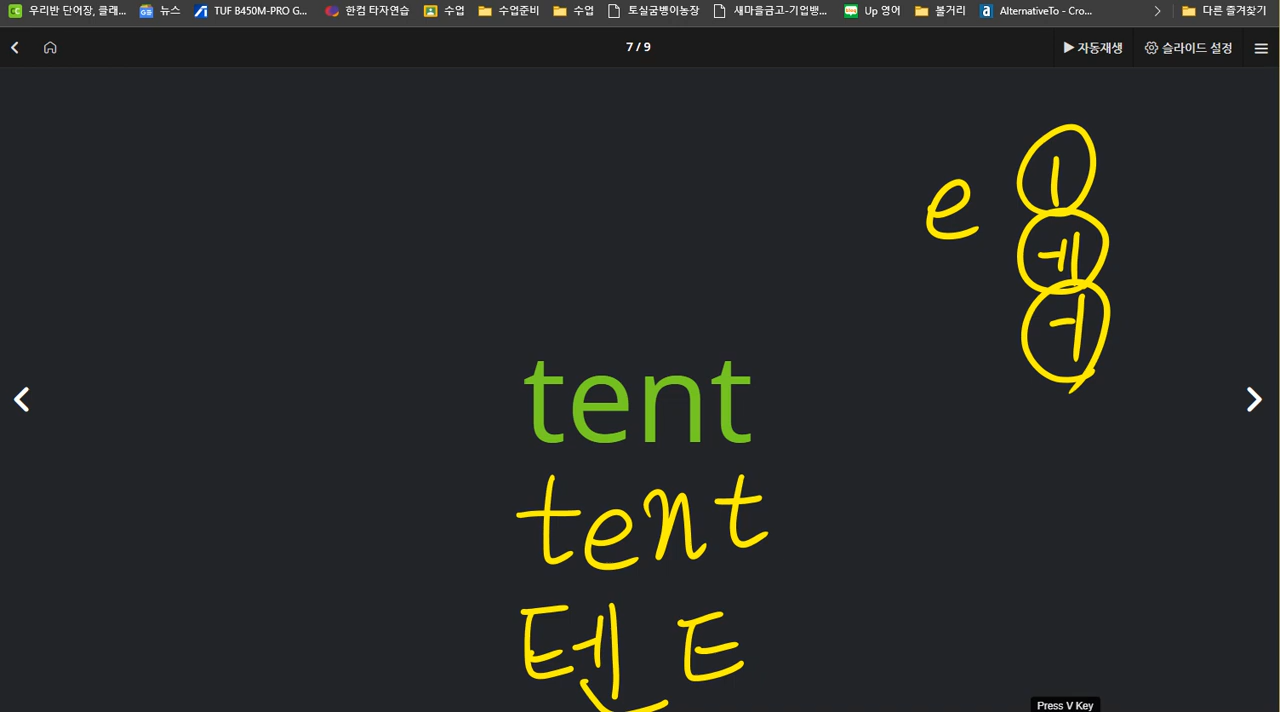 우리반 단어장, 클래... 뉴스 TUF B450M-PRO G... 한컴 타자연습 수업 수업준비 수업 토실굼벵이농장 새마을금고-기업뱅... Up 영어 볼거리 AlternativeTo - Cro... 다른 즐겨찾기
7 / 9 자동재생 슬라이드 설정
e ㅣ
ㅔ
ㅓ
tent
tent
텐 ㅌ
Press V Key